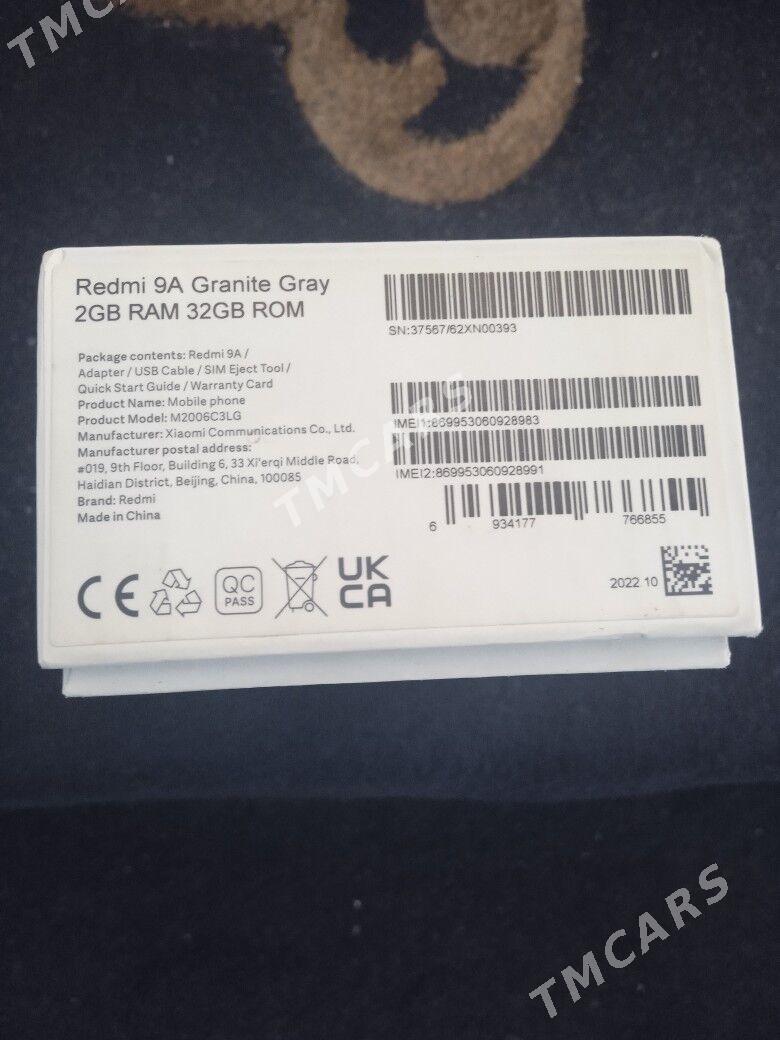 TMCARS
Redmi 9A Granite Gray
2GB RAM 32GB ROM
Package contents: Redmi 9A /
Adapter / USB Cable / SIM Eject Tool /
Quick Start Guide / Warranty Card
Product Name: Mobile phone
Product Model: M2006C3LG
Manufacturer: Xiaomi Communications Co., Ltd.
Manufacturer postal address:
#019, 9th Floor, Building 6, 33 Xi'erqi Middle Road,
Haidian District, Beijing, China, 100085
Brand: Redmi
Made in China
SN:37567/62XN00393
IMEI1:869953060928983
IMEI2:869953060928991
6 934177 766855
2022.10
CE
QC
PASS
UK
CA
TMCARS
TMCARS